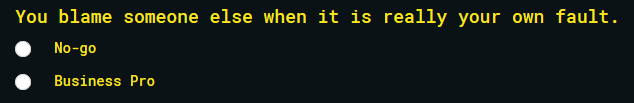 You blame someone else when it is really your own fault.
No-go
Business Pro